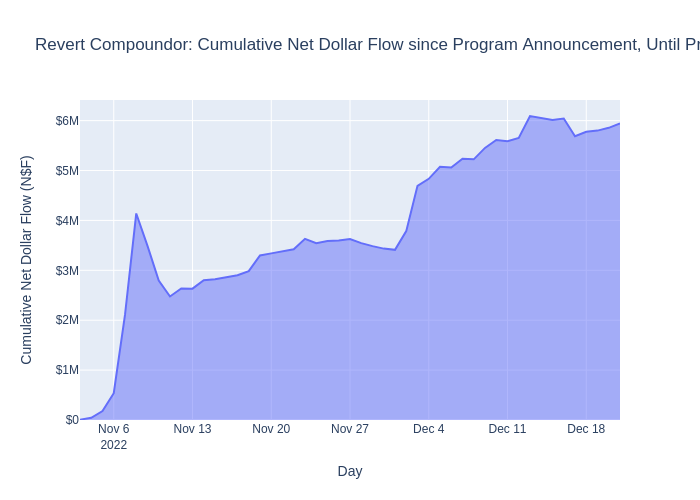 Revert Compoundor: Cumulative Net Dollar Flow since Program Announcement, Until
Cumulative Net Dollar Flow (N$F)
$6M
$5M
$4M
$3M
$2M
$1M
$0
Nov 6 Nov 13 Nov 20 Nov 27 Dec 4 Dec 11 Dec 18
2022
Day